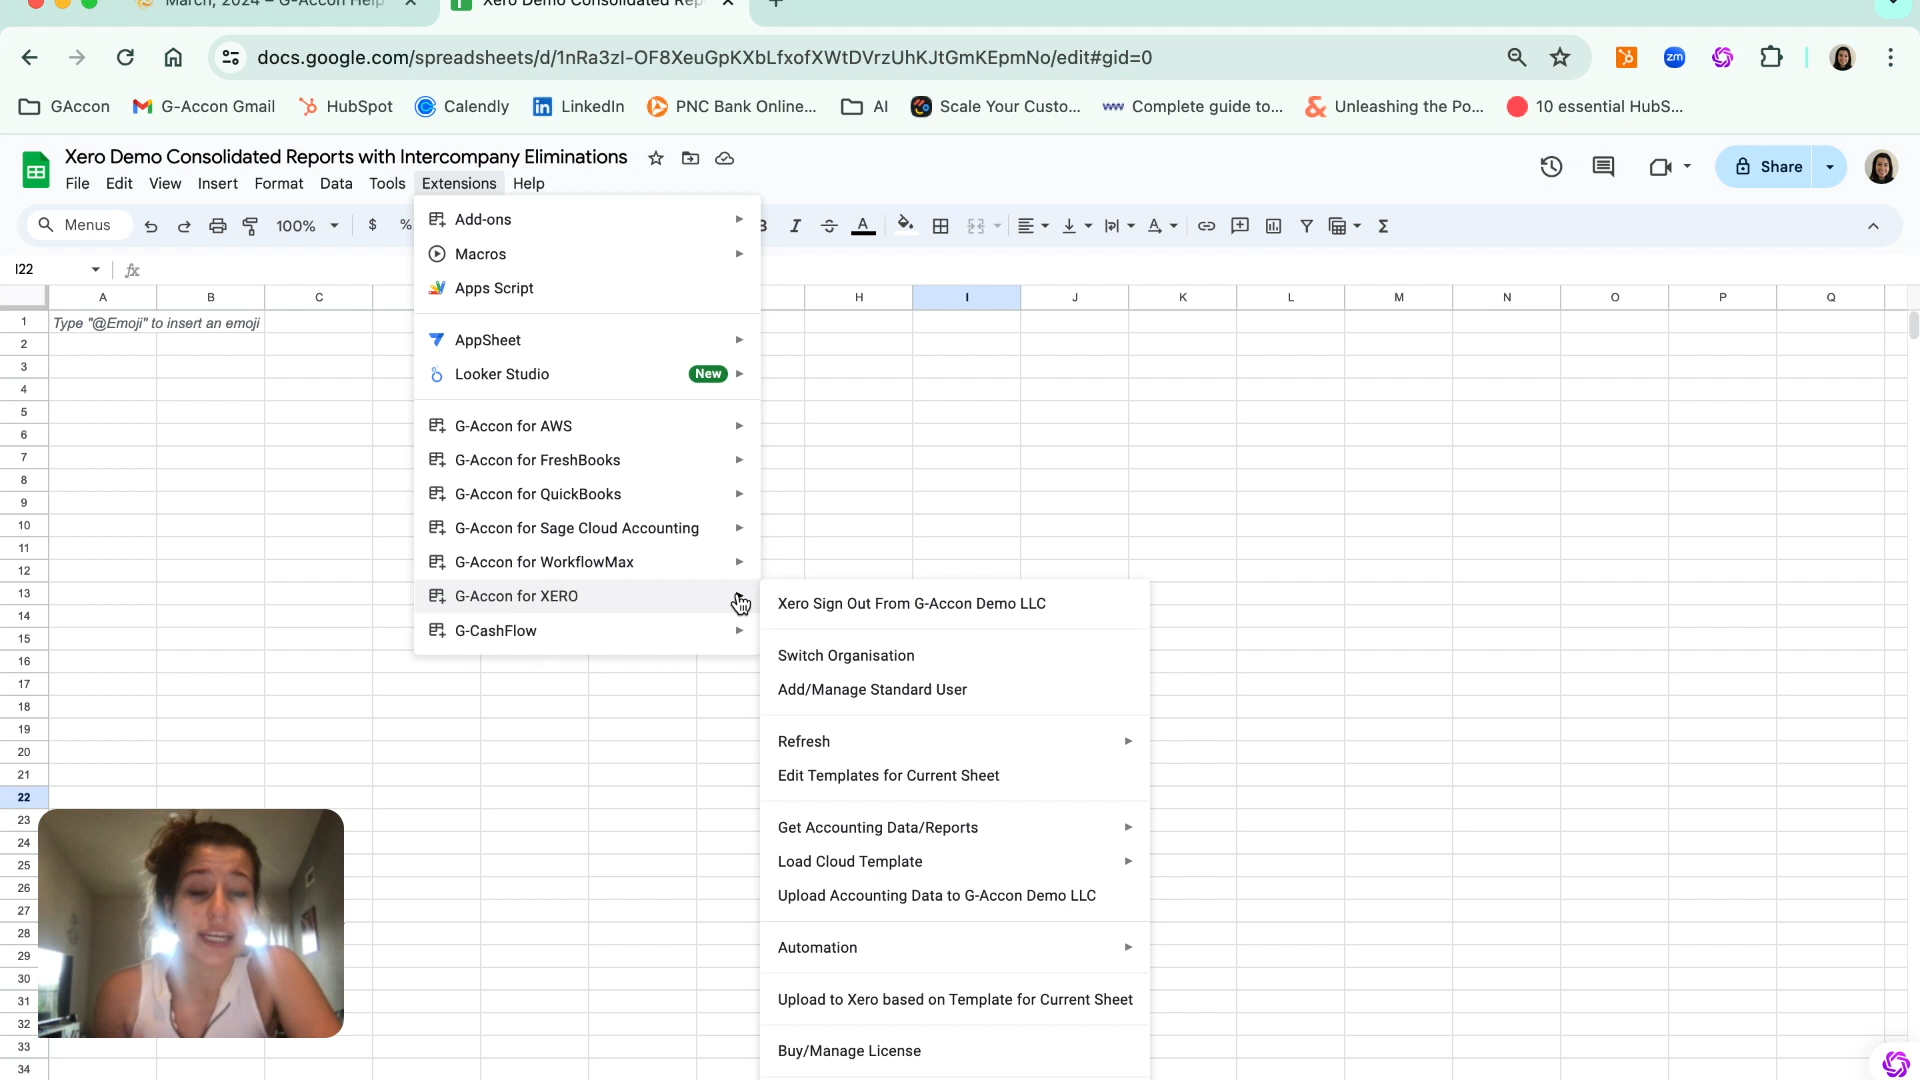 March, 2024 – G-Accon Help
Xero Demo Consolidated Rep
docs.google.com/spreadsheets/d/1nRa3zI-OF8XeuGpKXbLfxofXWtDVrzUhKJtGmKEpmNo/edit#gid=0
zm
GAccon G-Accon Gmail HubSpot Calendly LinkedIn PNC Bank Online... AI Scale Your Custo... Complete guide to... Unleashing the Po... 10 essential HubS...
Xero Demo Consolidated Reports with Intercompany Eliminations
File Edit View Insert Format Data Tools Extensions Help
Share
Menus 100% $ %
I22 fx
A B C H I J K L M N O P Q
1 Type "@Emoji" to insert an emoji
2
3
4
5
6
7
8
9
10
11
12
13
14
15
16
17
18
19
20
21
22
23
24
25
26
27
28
29
30
31
32
33
34
Add-ons
Macros
Apps Script
AppSheet
Looker Studio New
G-Accon for AWS
G-Accon for FreshBooks
G-Accon for QuickBooks
G-Accon for Sage Cloud Accounting
G-Accon for WorkflowMax
G-Accon for XERO
G-CashFlow
Xero Sign Out From G-Accon Demo LLC
Switch Organisation
Add/Manage Standard User
Refresh
Edit Templates for Current Sheet
Get Accounting Data/Reports
Load Cloud Template
Upload Accounting Data to G-Accon Demo LLC
Automation
Upload to Xero based on Template for Current Sheet
Buy/Manage License